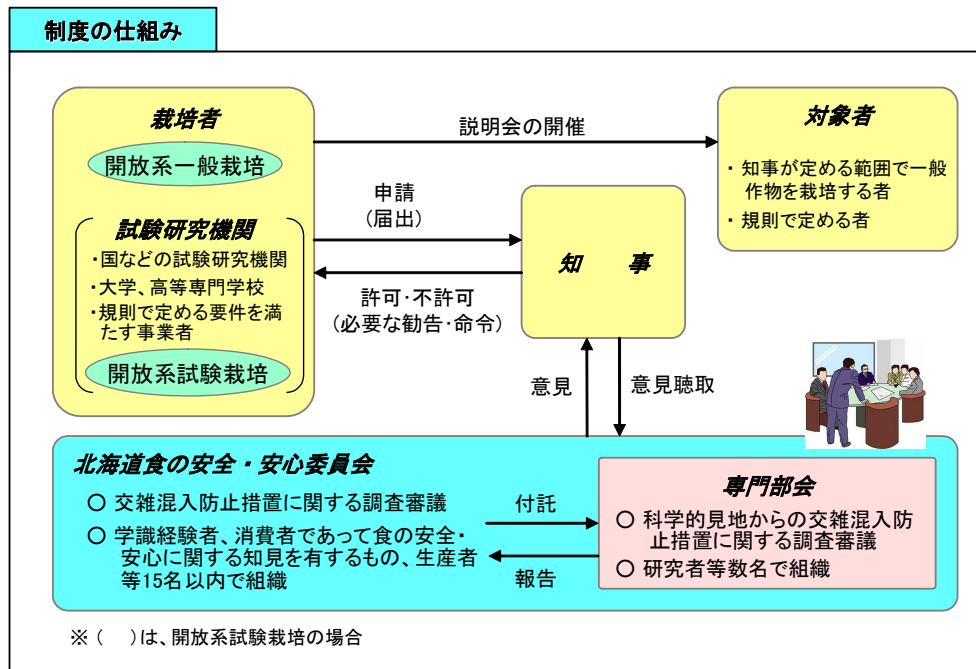 制度の仕組み
栽培者
開放系一般栽培
試験研究機関
・国などの試験研究機関
・大学、高等専門学校
・規則で定める要件を満
たす事業者
開放系試験栽培
説明会の開催
対象者
・知事が定める範囲で一般
作物を栽培する者
・規則で定める者
申請
(届出)
知　事
許可・不許可
(必要な勧告・命令)
意見
意見聴取
北海道食の安全・安心委員会
○ 交雑混入防止措置に関する調査審議
○ 学識経験者、消費者であって食の安全・
安心に関する知見を有するもの、生産者
等15名以内で組織
付託
報告
専門部会
○ 科学的見地からの交雑混入防
止措置に関する調査審議
○ 研究者等数名で組織
※ (　)は、開放系試験栽培の場合